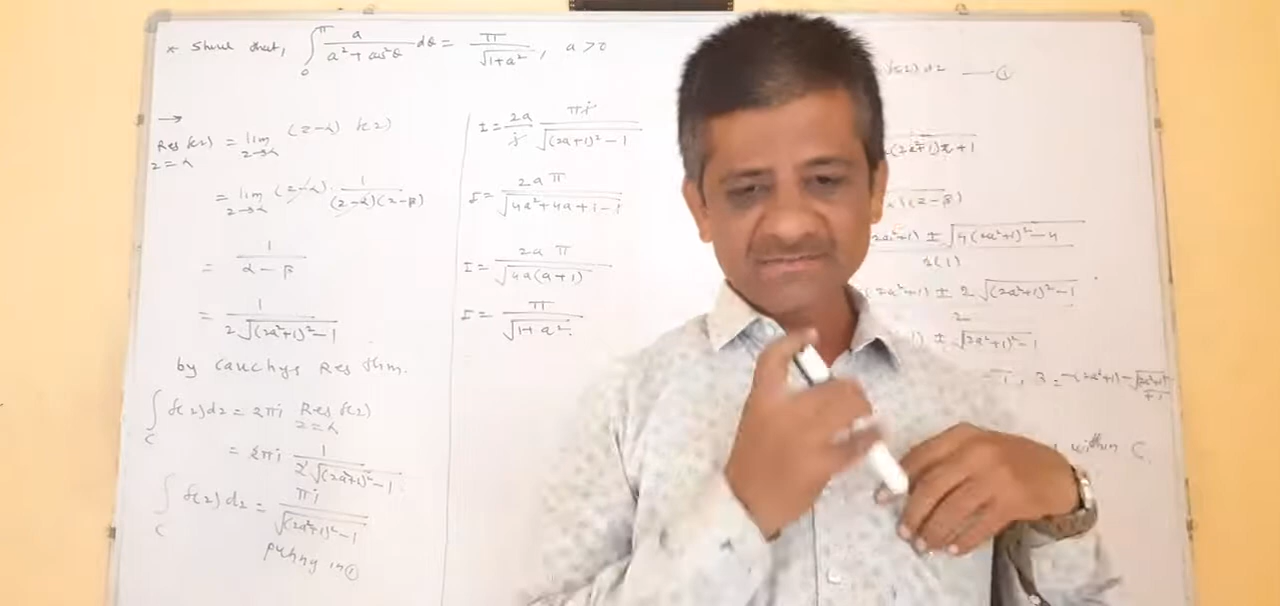 * Show that, ∫₀^π a/(a²+cos²θ) dθ = π/√(1+a²), a > 0
→
Res f(z) = lim (z-α) f(z)
z=α z→α
= lim (z-α) · 1/((z-α)(z-β))
z→α
= 1/(α-β)
= 1/(2√((2a²+1)²-1))
by Cauchys Res thm.
∫_C f(z)dz = 2πi Res f(z)
z=α
= 2πi 1/(2√((2a²+1)²-1))
∫_C f(z)dz = πi/√((2a²+1)²-1)
putting in ①
I = 2a/i πi/√((2a+1)²-1)
I = 2aπ/√(4a²+4a+1-1)
I = 2a π/√(4a(a+1))
I = π/√(1+a²)
f(z) dz —①
(2a²+1)z+1
(z-β)
(2a²+1) ± √(4(2a²+1)²-4)
2(1)
(2a²+1) ± 2√((2a²+1)²-1)
2
) ± √((2a²+1)²-1)
, β = -(2a²+1) - √((2a²+1)²
+1
within C.